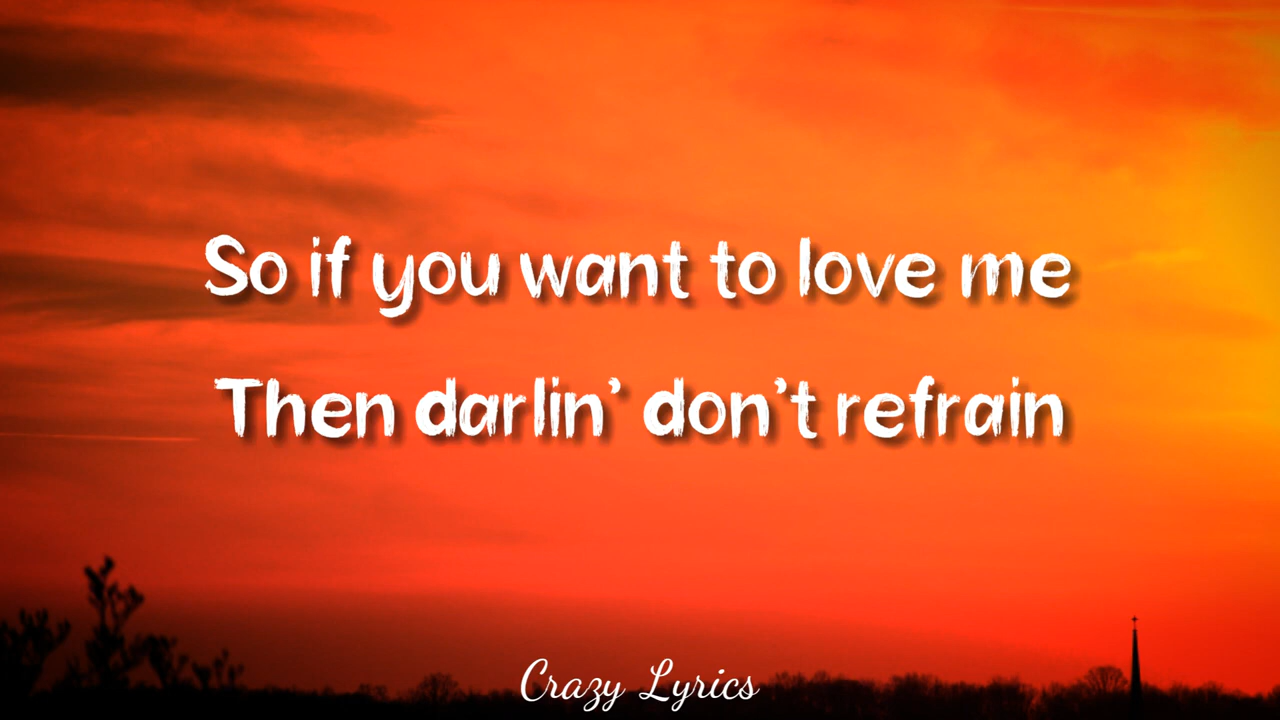 So if you want to love me
Then darlin’ don’t refrain
Crazy Lyrics